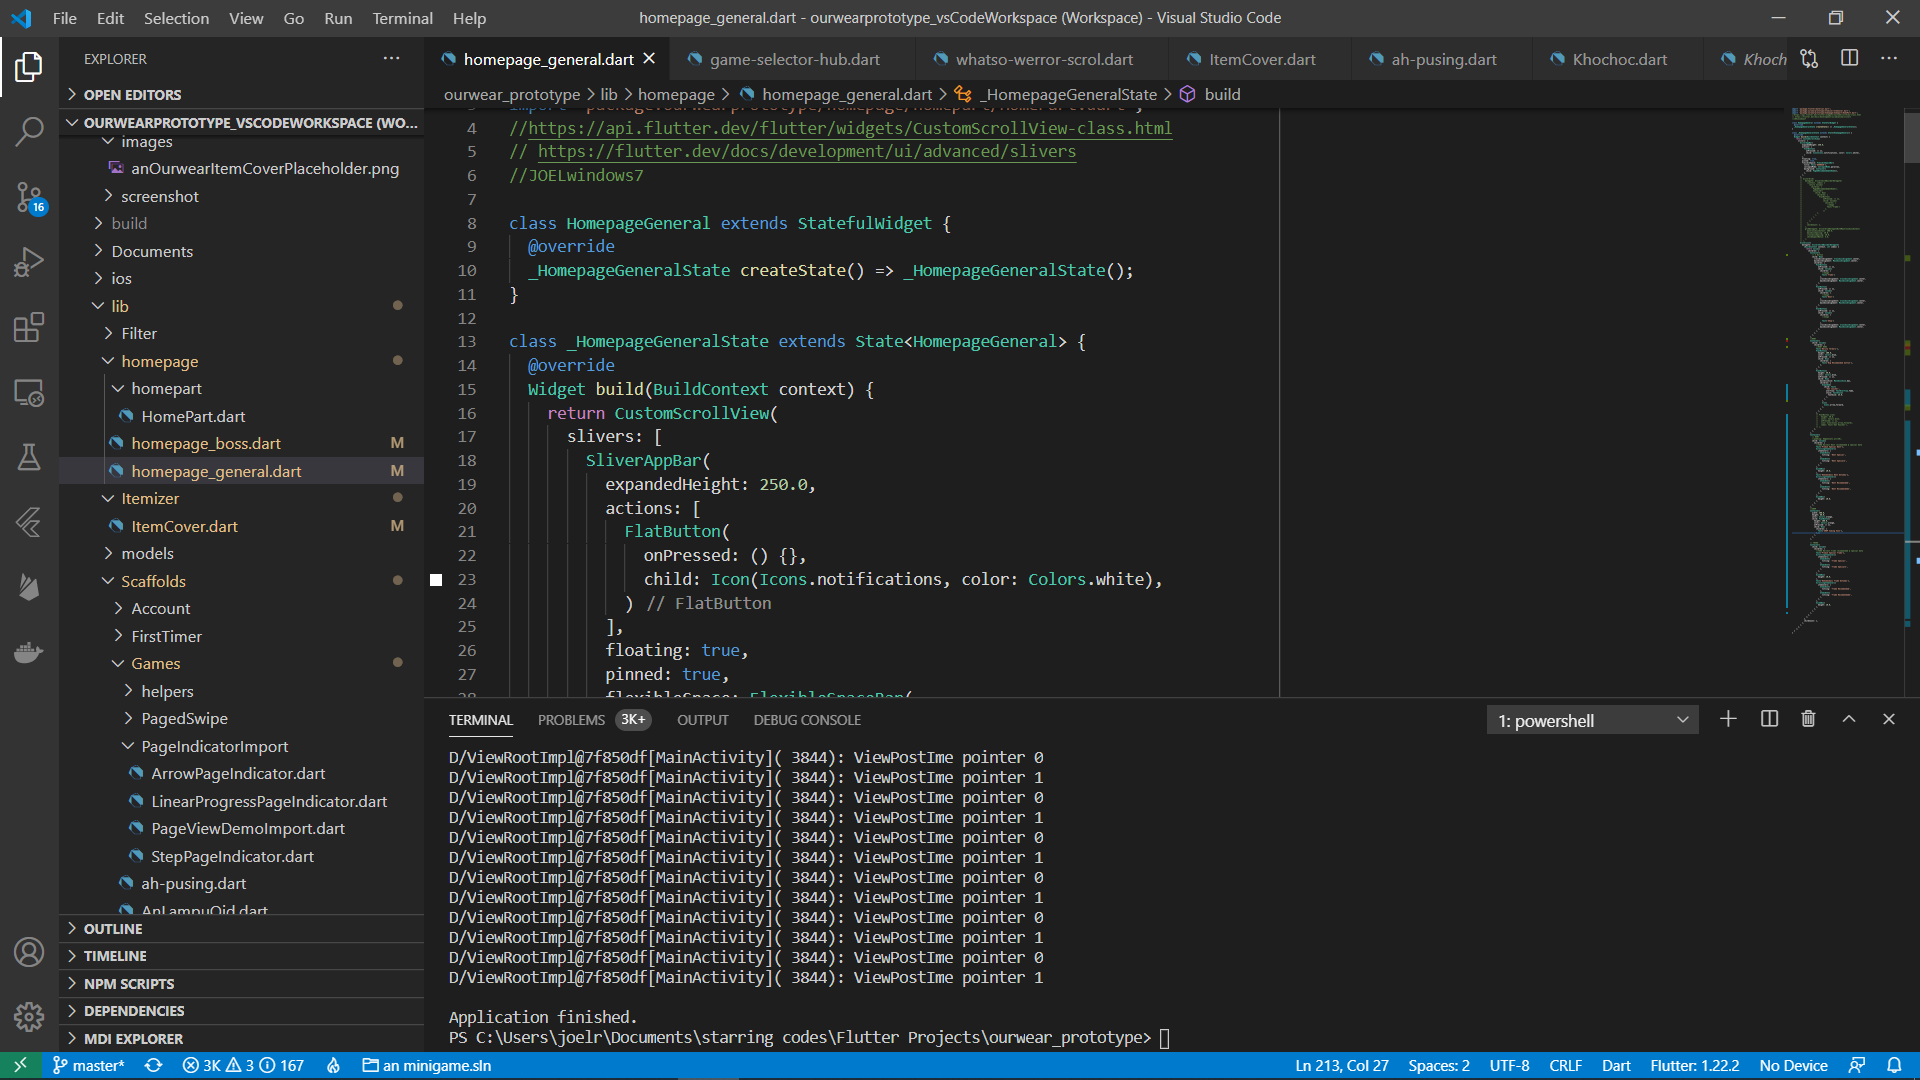 File Edit Selection View Go Run Terminal Help
homepage_general.dart - ourwearprototype_vsCodeWorkspace (Workspace) - Visual Studio Code
EXPLORER
OPEN EDITORS
OURWEARPROTOTYPE_VSCODEWORKSPACE (WO...
images
anOurwearItemCoverPlaceholder.png
screenshot
build
Documents
ios
lib
Filter
homepage
homepart
HomePart.dart
homepage_boss.dart M
homepage_general.dart M
Itemizer
ItemCover.dart M
models
Scaffolds
Account
FirstTimer
Games
helpers
PagedSwipe
PageIndicatorImport
ArrowPageIndicator.dart
LinearProgressPageIndicator.dart
PageViewDemoImport.dart
StepPageIndicator.dart
ah-pusing.dart
AnLampuOid.dart
OUTLINE
TIMELINE
NPM SCRIPTS
DEPENDENCIES
MDI EXPLORER
16
homepage_general.dart game-selector-hub.dart whatso-werror-scrol.dart ItemCover.dart ah-pusing.dart Khochoc.dart Khoch
ourwear_prototype > lib > homepage > homepage_general.dart > _HomepageGeneralState > build
4 //https://api.flutter.dev/flutter/widgets/CustomScrollView-class.html
5 // https://flutter.dev/docs/development/ui/advanced/slivers
6 //JOELwindows7
7
8 class HomepageGeneral extends StatefulWidget {
9 @override
10 _HomepageGeneralState createState() => _HomepageGeneralState();
11 }
12
13 class _HomepageGeneralState extends State<HomepageGeneral> {
14 @override
15 Widget build(BuildContext context) {
16 return CustomScrollView(
17 slivers: [
18 SliverAppBar(
19 expandedHeight: 250.0,
20 actions: [
21 FlatButton(
22 onPressed: () {},
23 child: Icon(Icons.notifications, color: Colors.white),
24 ) // FlatButton
25 ],
26 floating: true,
27 pinned: true,
28 flexibleSpace: FlexibleSpaceBar(
TERMINAL PROBLEMS 3K+ OUTPUT DEBUG CONSOLE
1: powershell
D/ViewRootImpl@7f850df[MainActivity]( 3844): ViewPostIme pointer 0
D/ViewRootImpl@7f850df[MainActivity]( 3844): ViewPostIme pointer 1
D/ViewRootImpl@7f850df[MainActivity]( 3844): ViewPostIme pointer 0
D/ViewRootImpl@7f850df[MainActivity]( 3844): ViewPostIme pointer 1
D/ViewRootImpl@7f850df[MainActivity]( 3844): ViewPostIme pointer 0
D/ViewRootImpl@7f850df[MainActivity]( 3844): ViewPostIme pointer 1
D/ViewRootImpl@7f850df[MainActivity]( 3844): ViewPostIme pointer 0
D/ViewRootImpl@7f850df[MainActivity]( 3844): ViewPostIme pointer 1
D/ViewRootImpl@7f850df[MainActivity]( 3844): ViewPostIme pointer 0
D/ViewRootImpl@7f850df[MainActivity]( 3844): ViewPostIme pointer 1
D/ViewRootImpl@7f850df[MainActivity]( 3844): ViewPostIme pointer 0
D/ViewRootImpl@7f850df[MainActivity]( 3844): ViewPostIme pointer 1
Application finished.
PS C:\Users\joelr\Documents\starring codes\Flutter Projects\ourwear_prototype>
master* 3K 3 167 an minigame.sln Ln 213, Col 27 Spaces: 2 UTF-8 CRLF Dart Flutter: 1.22.2 No Device